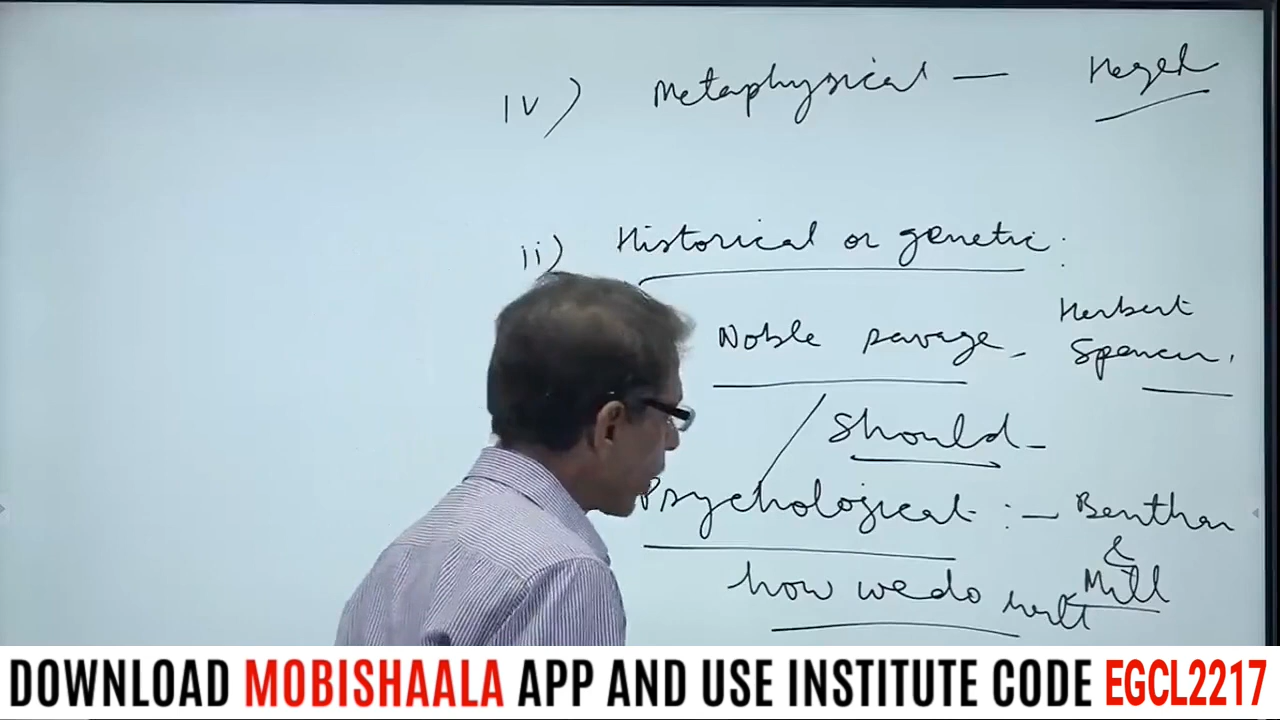 iv) Metaphysical — Hegel
ii) Historical or genetic :
Noble savage - Herbert
Spencer.
Should -
Psychological :- Bentham
&
how we do Mill
DOWNLOAD MOBISHAALA APP AND USE INSTITUTE CODE EGCL2217